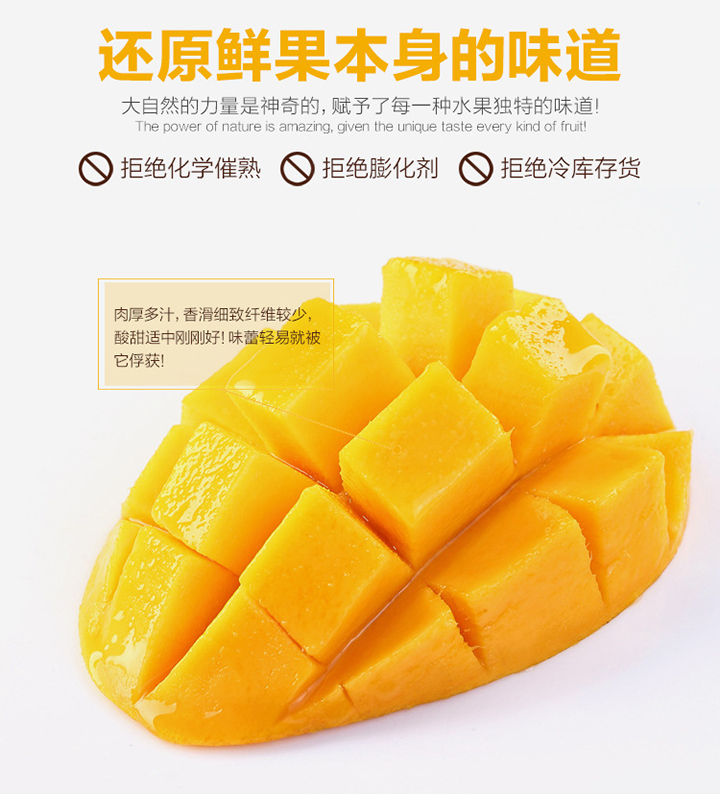 还原鲜果本身的味道
大自然的力量是神奇的，赋予了每一种水果独特的味道！
The power of nature is amazing, given the unique taste every kind of fruit!
拒绝化学催熟 拒绝膨化剂 拒绝冷库存货
肉厚多汁，香滑细致纤维较少，
酸甜适中刚刚好！味蕾轻易就被
它俘获！